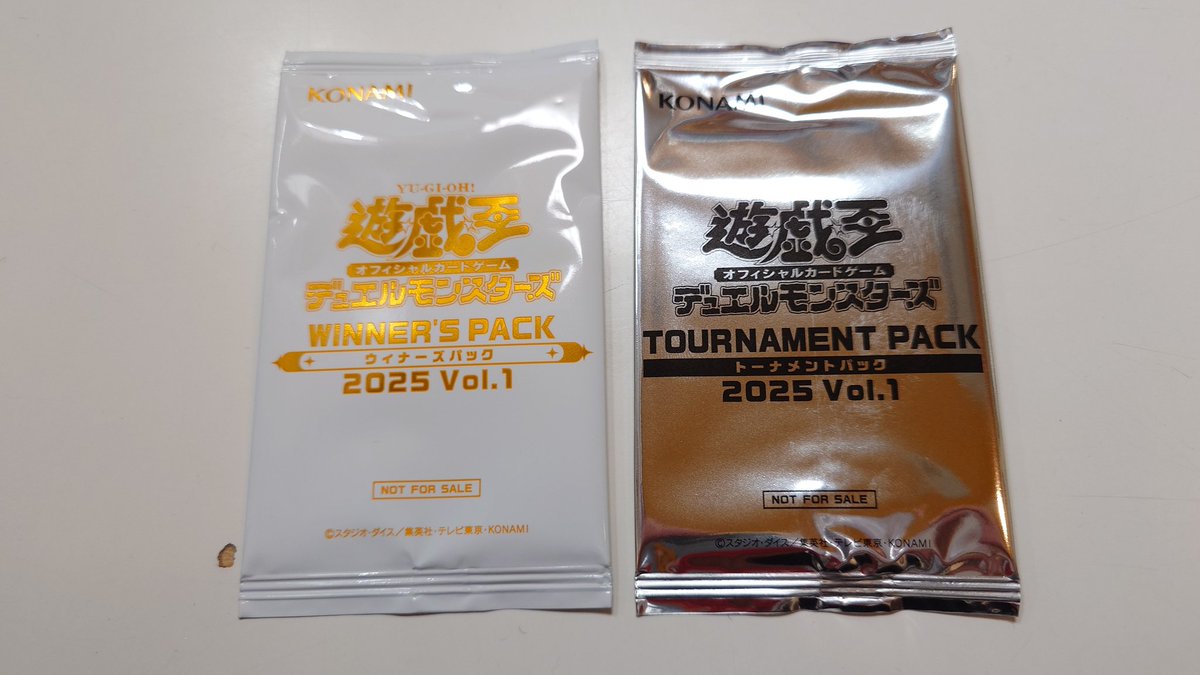 KONAMI
YU-GI-OH!
遊戯王
オフィシャルカードゲーム
デュエルモンスターズ
WINNER'S PACK
ウィナーズパック
2025 Vol.1
NOT FOR SALE
©スタジオ・ダイス/集英社・テレビ東京・KONAMI
KONAMI
遊戯王
オフィシャルカードゲーム
デュエルモンスターズ
TOURNAMENT PACK
トーナメントパック
2025 Vol.1
NOT FOR SALE
©スタジオ・ダイス/集英社・テレビ東京・KONAMI